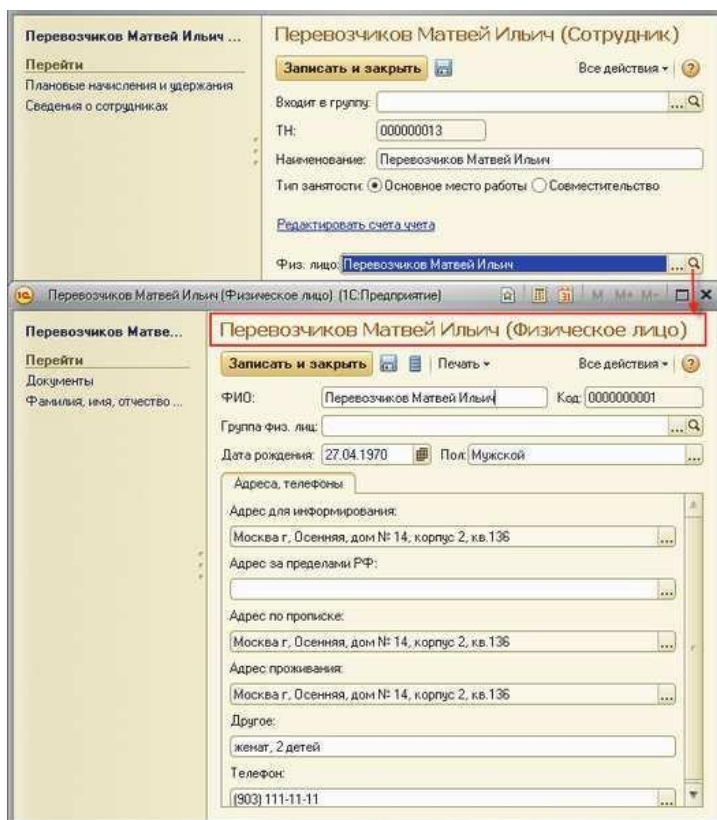 Перевозчиков Матвей Ильич ...
Перейти
Плановые начисления и удержания
Сведения о сотрудниках
Перевозчиков Матвей Ильич (Сотрудник)
Записать и закрыть
Все действия
Входит в группу:
ТН: 000000013
Наименование: Перевозчиков Матвей Ильич
Тип занятости: Основное место работы Совместительство
Редактировать счета учета
Физ. лицо: Перевозчиков Матвей Ильич
Перевозчиков Матвей Ильич (Физическое лицо) (1С:Предприятие) M M+ M-
Перевозчиков Матве...
Перейти
Документы
Фамилия, имя, отчество ...
Перевозчиков Матвей Ильич (Физическое лицо)
Записать и закрыть Печать Все действия
ФИО: Перевозчиков Матвей Ильич Код: 0000000001
Группа физ. лиц:
Дата рождения: 27.04.1970 Пол: Мужской
Адреса, телефоны
Адрес для информирования:
Москва г, Осенняя, дом № 14, корпус 2, кв.136
Адрес за пределами РФ:
Адрес по прописке:
Москва г, Осенняя, дом № 14, корпус 2, кв.136
Адрес проживания:
Москва г, Осенняя, дом № 14, корпус 2, кв.136
Другое:
женат, 2 детей
Телефон:
(903) 111-11-11